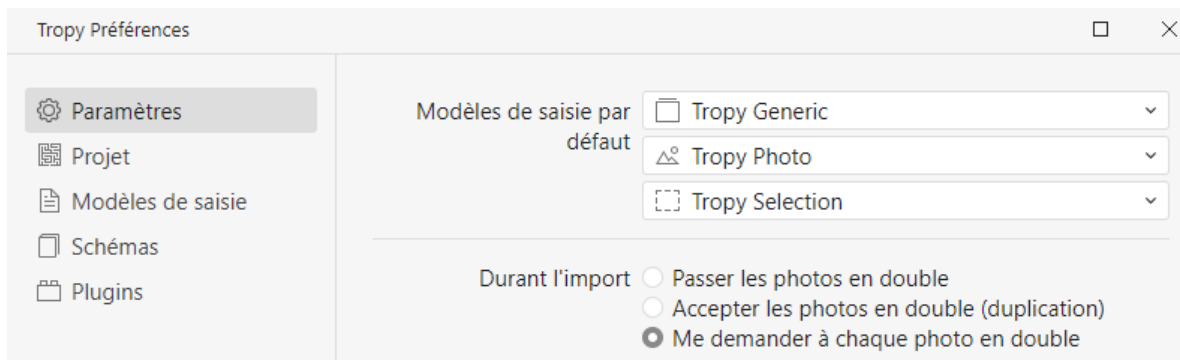 Tropy Préférences
Paramètres
Projet
Modèles de saisie
Schémas
Plugins
Modèles de saisie par
défaut
Tropy Generic
Tropy Photo
Tropy Selection
Durant l'import
Passer les photos en double
Accepter les photos en double (duplication)
Me demander à chaque photo en double